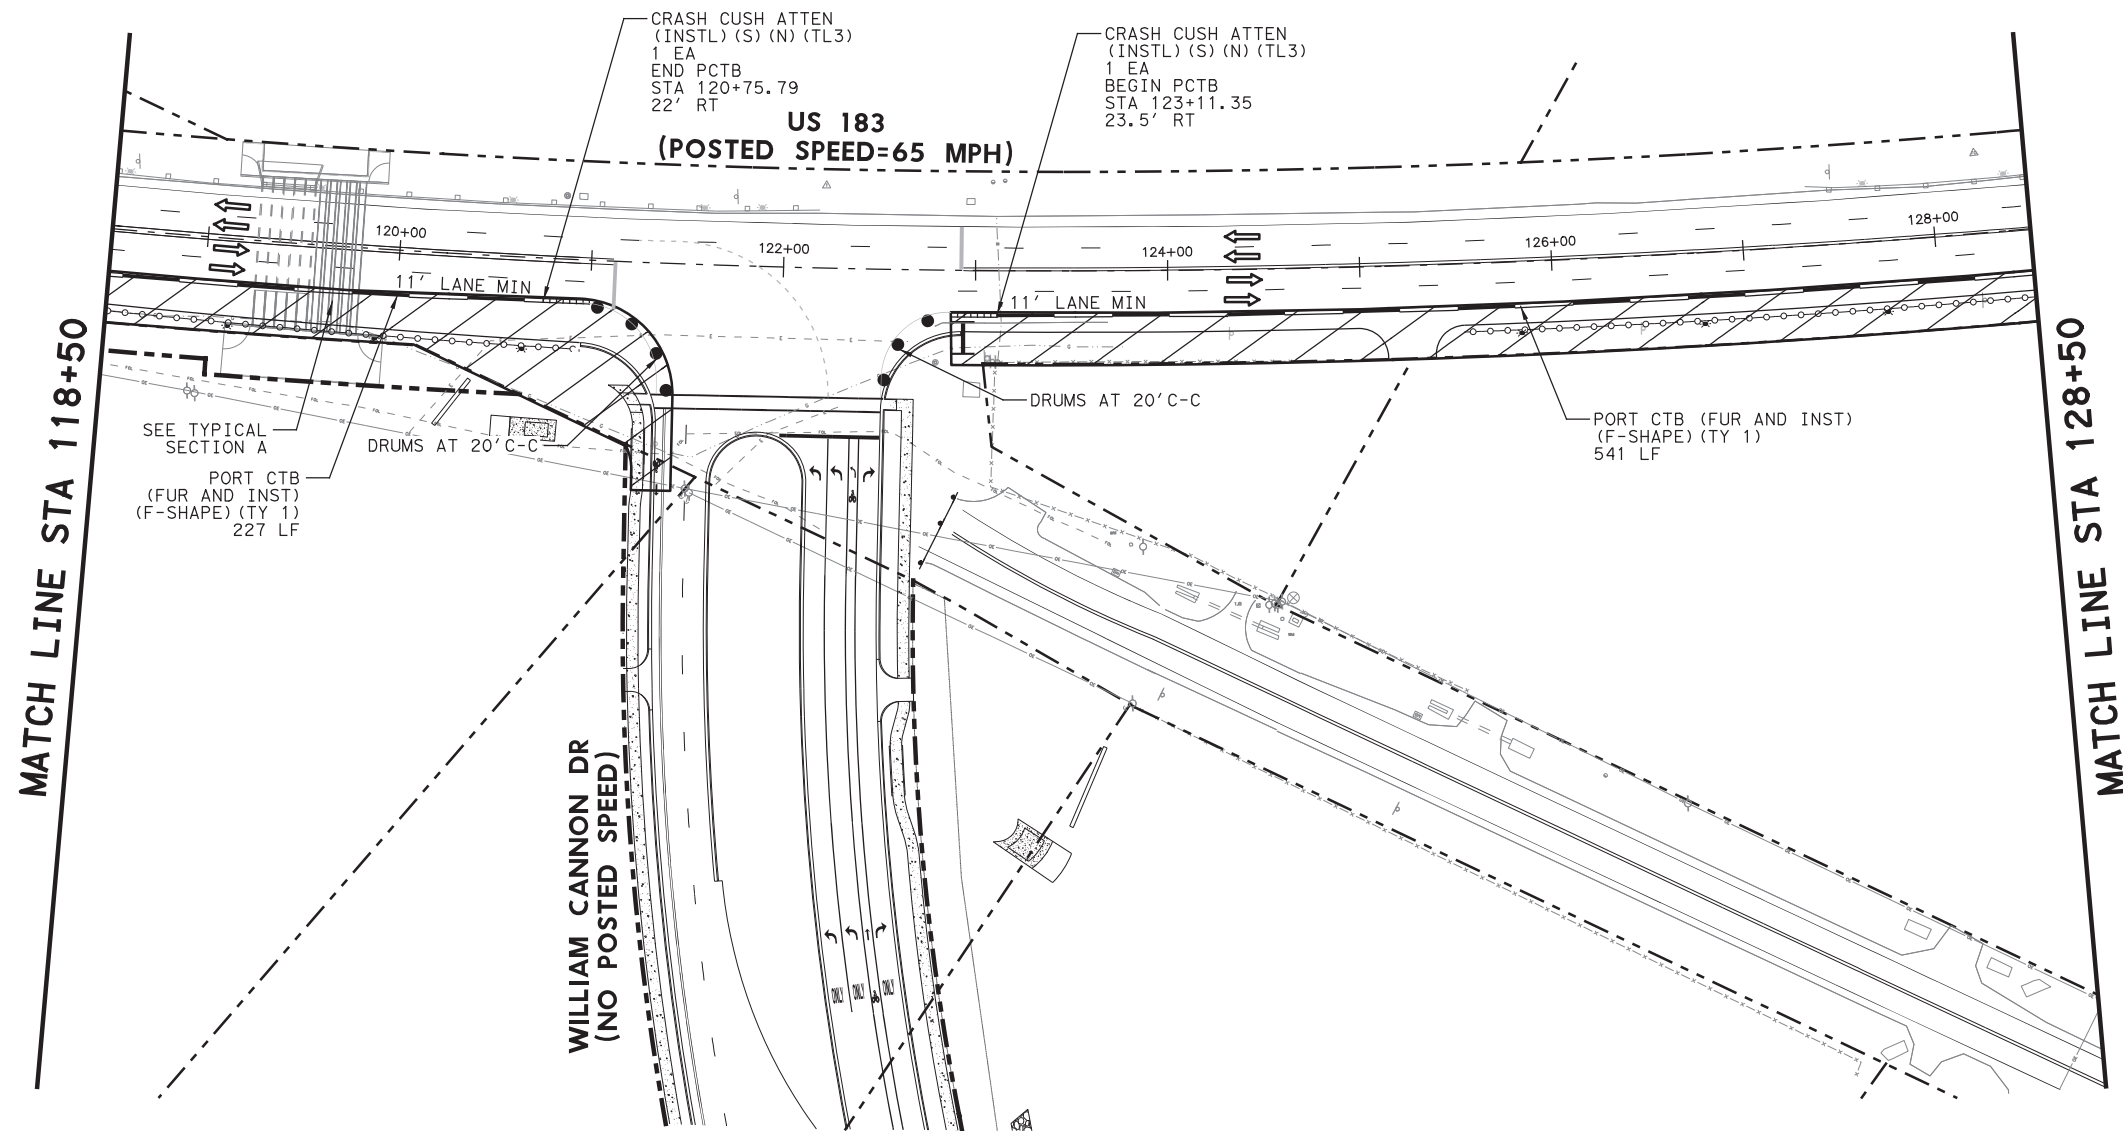 CRASH CUSH ATTEN
(INSTL)(S)(N)(TL3)
1 EA
END PCTB
STA 120+75.79
22' RT
CRASH CUSH ATTEN
(INSTL)(S)(N)(TL3)
1 EA
BEGIN PCTB
STA 123+11.35
23.5' RT
US 183
(POSTED SPEED=65 MPH)
120+00
122+00
124+00
126+00
128+00
11' LANE MIN
11' LANE MIN
MATCH LINE STA 118+50
MATCH LINE STA 128+50
SEE TYPICAL
SECTION A
DRUMS AT 20'C-C
DRUMS AT 20'C-C
PORT CTB
(FUR AND INST)
(F-SHAPE)(TY 1)
227 LF
PORT CTB (FUR AND INST)
(F-SHAPE)(TY 1)
541 LF
WILLIAM CANNON DR
(NO POSTED SPEED)
ONLY
ONLY
ONLY